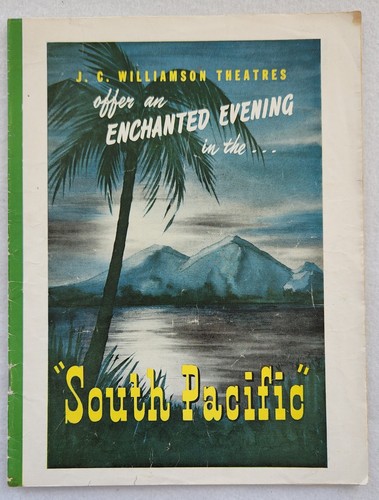 J. C. WILLIAMSON THEATRES
offer an
ENCHANTED EVENING
in the...
"South Pacific"